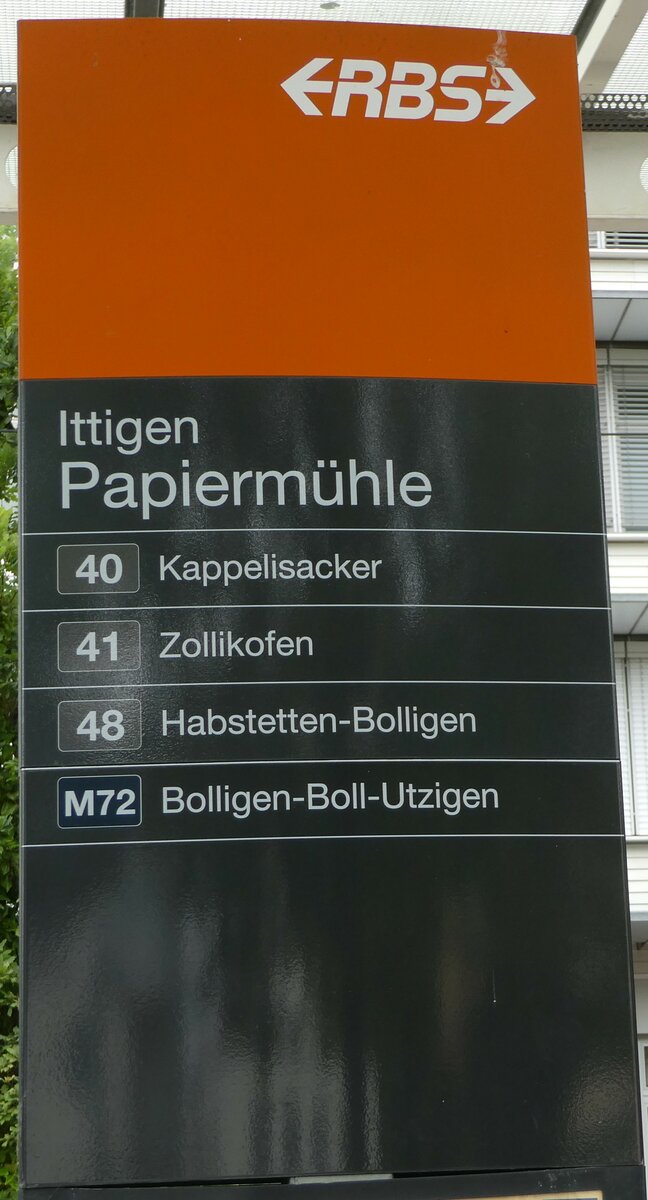 RBS
Ittigen
Papiermühle
40 Kappelisacker
41 Zollikofen
48 Habstetten-Bolligen
M72 Bolligen-Boll-Utzigen